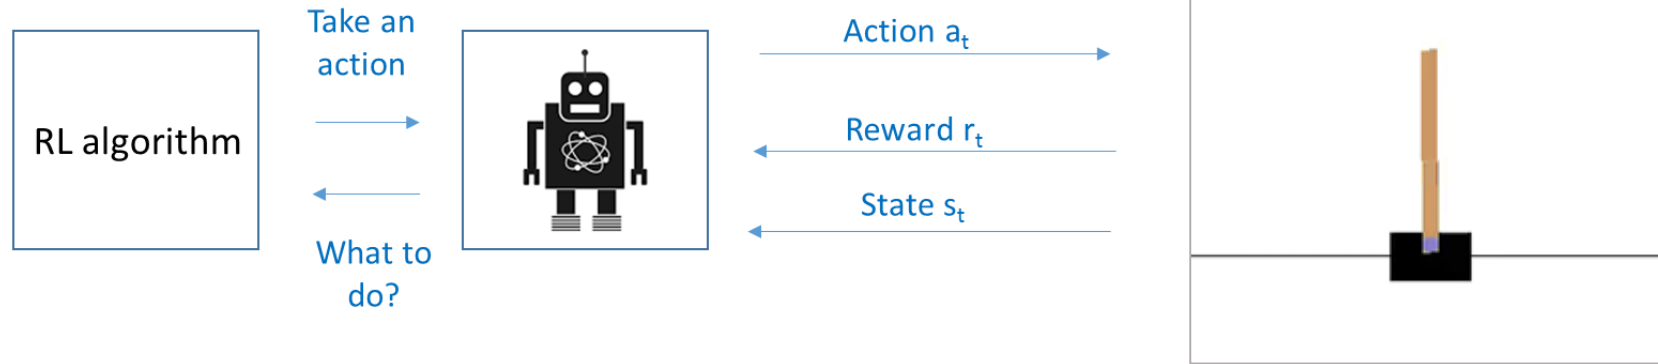 RL algorithm
Take an
action
What to
do?
Action aₜ
Reward rₜ
State sₜ